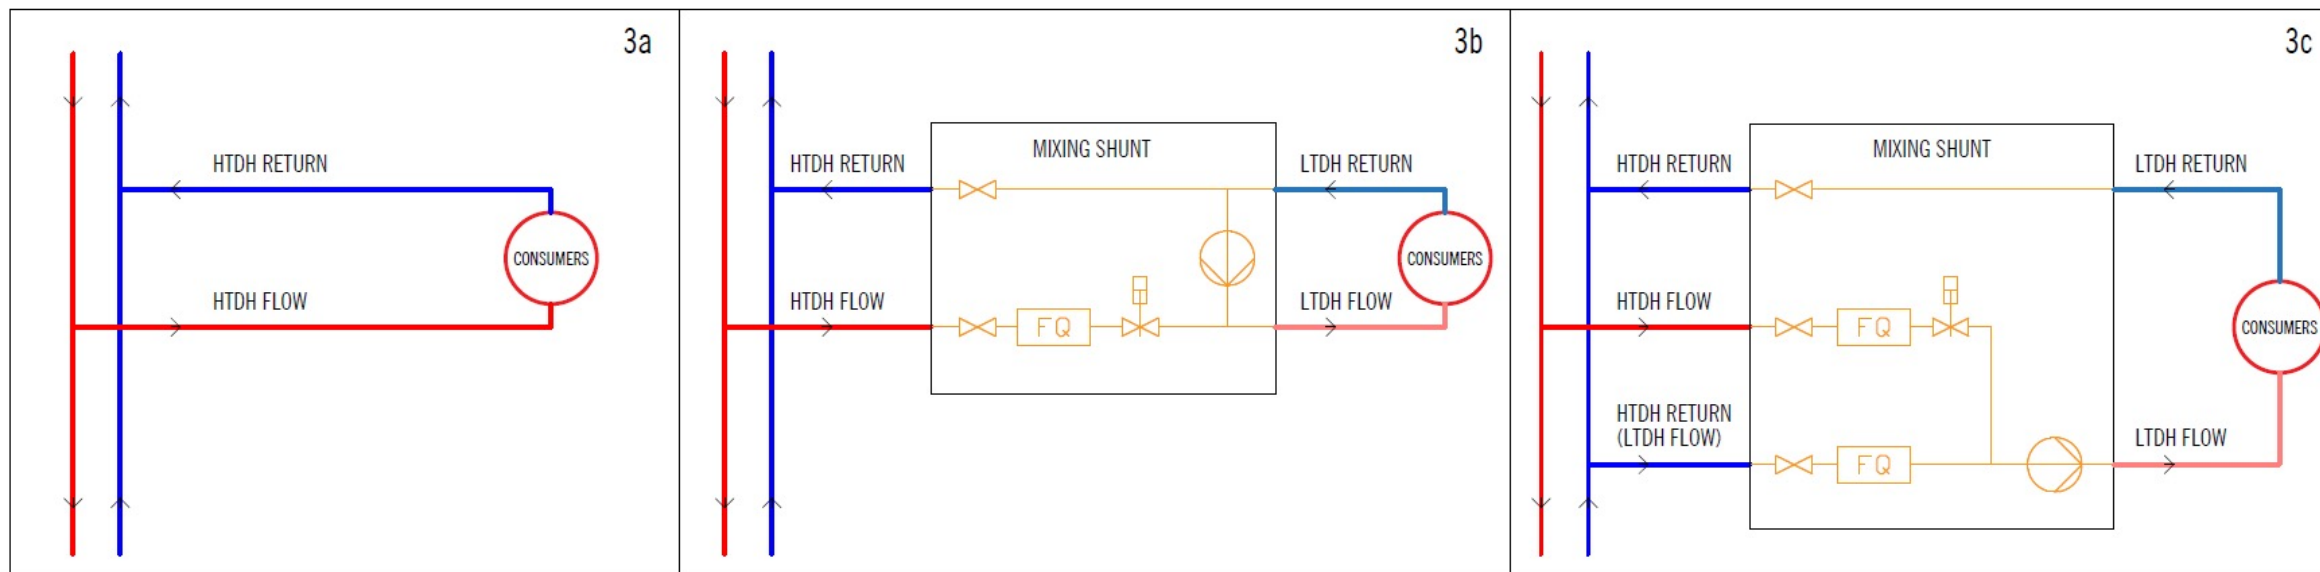 3a
HTDH RETURN
CONSUMERS
HTDH FLOW
3b
MIXING SHUNT
HTDH RETURN
LTDH RETURN
CONSUMERS
HTDH FLOW
LTDH FLOW
FQ
3c
MIXING SHUNT
HTDH RETURN
LTDH RETURN
HTDH FLOW
FQ
CONSUMERS
HTDH RETURN
(LTDH FLOW)
FQ
LTDH FLOW